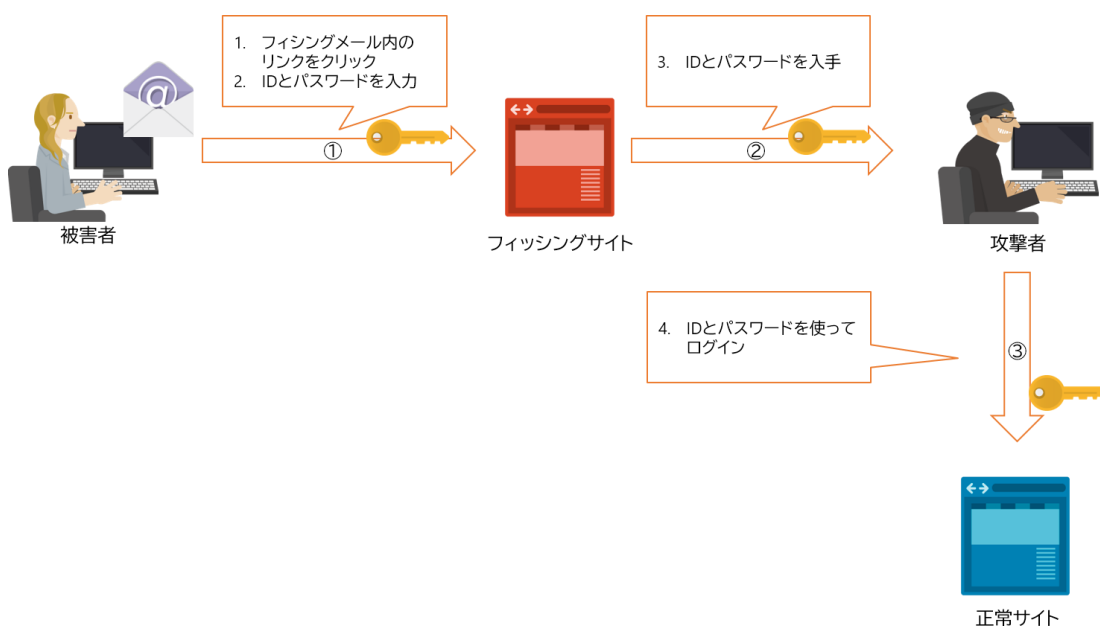 1. フィシングメール内の
リンクをクリック
2. IDとパスワードを入力
3. IDとパスワードを入手
@
①
②
被害者
フィッシングサイト
攻撃者
4. IDとパスワードを使って
ログイン
③
正常サイト